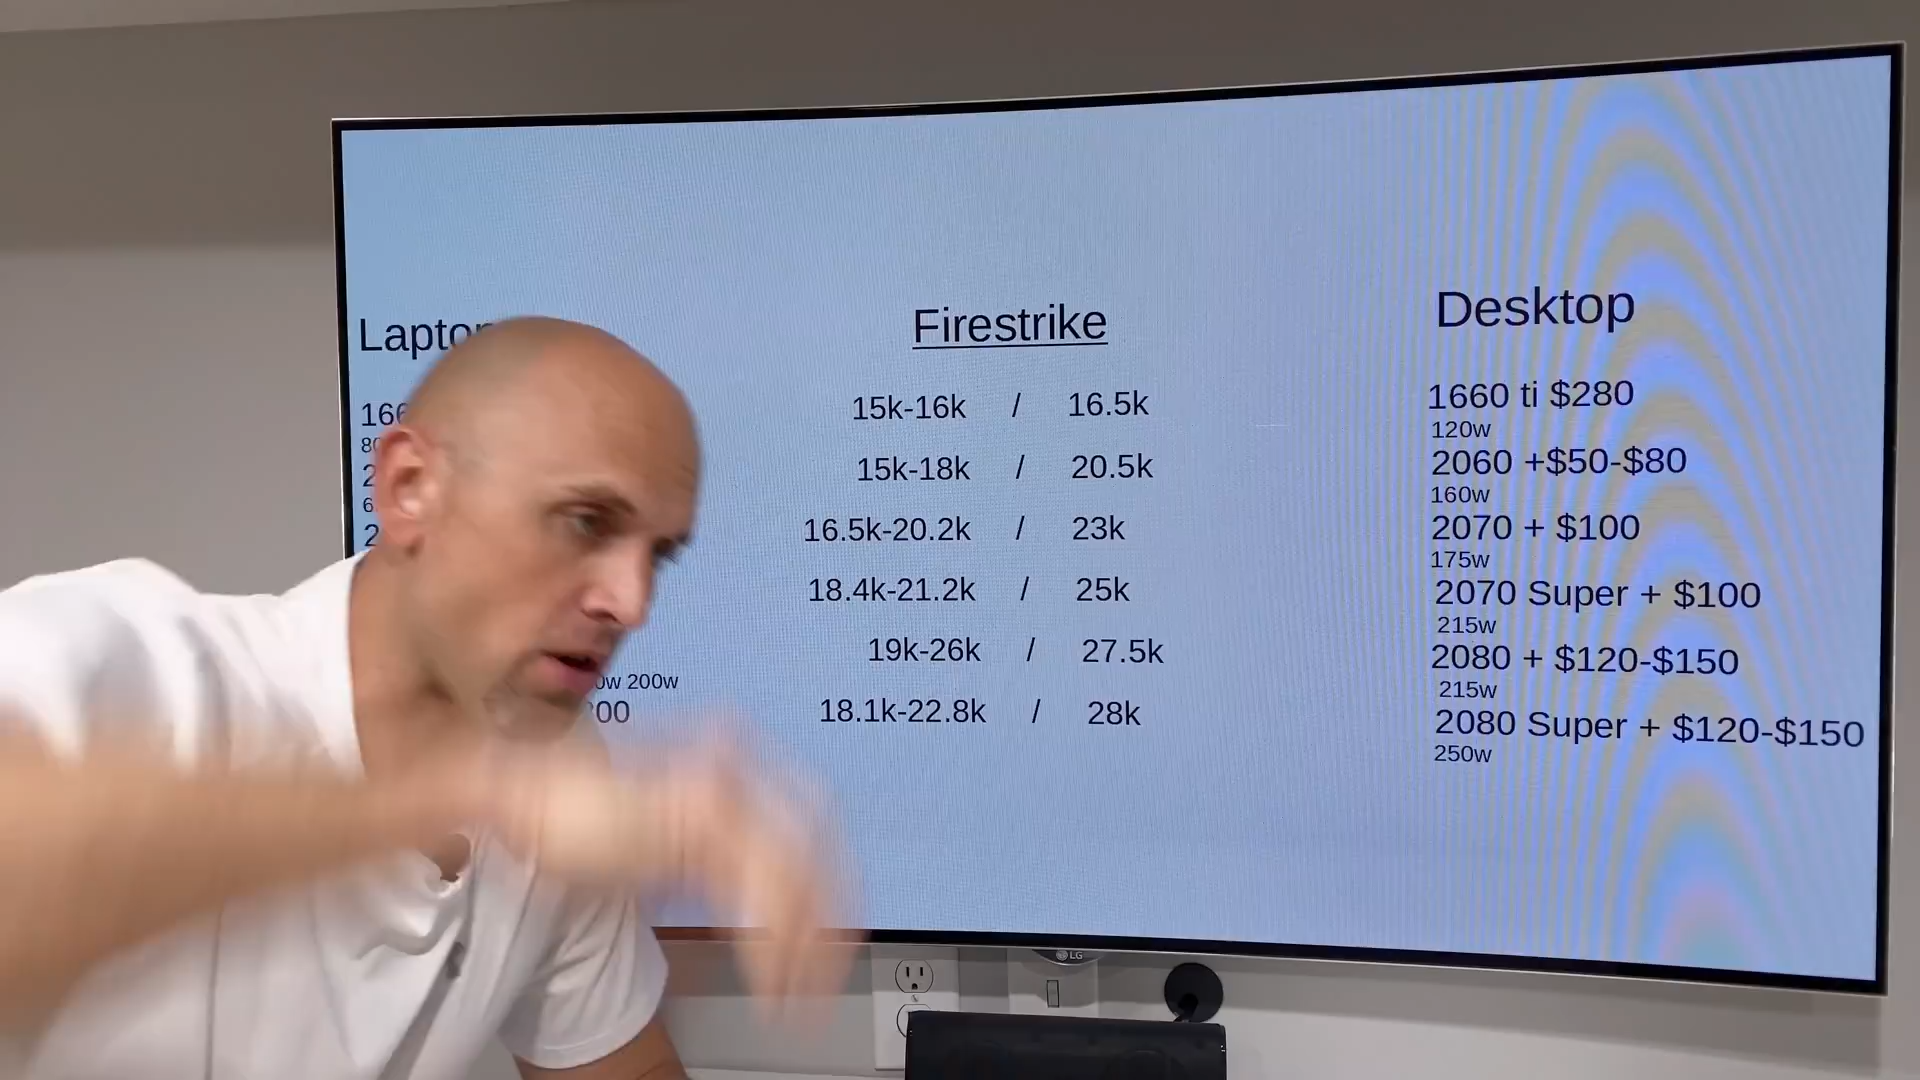 Firestrike
Desktop
15k-16k / 16.5k
1660 ti $280
120w
15k-18k / 20.5k
2060 +$50-$80
160w
16.5k-20.2k / 23k
2070 + $100
175w
18.4k-21.2k / 25k
2070 Super + $100
215w
19k-26k / 27.5k
2080 + $120-$150
200w
215w
18.1k-22.8k / 28k
2080 Super + $120-$150
250w
LG